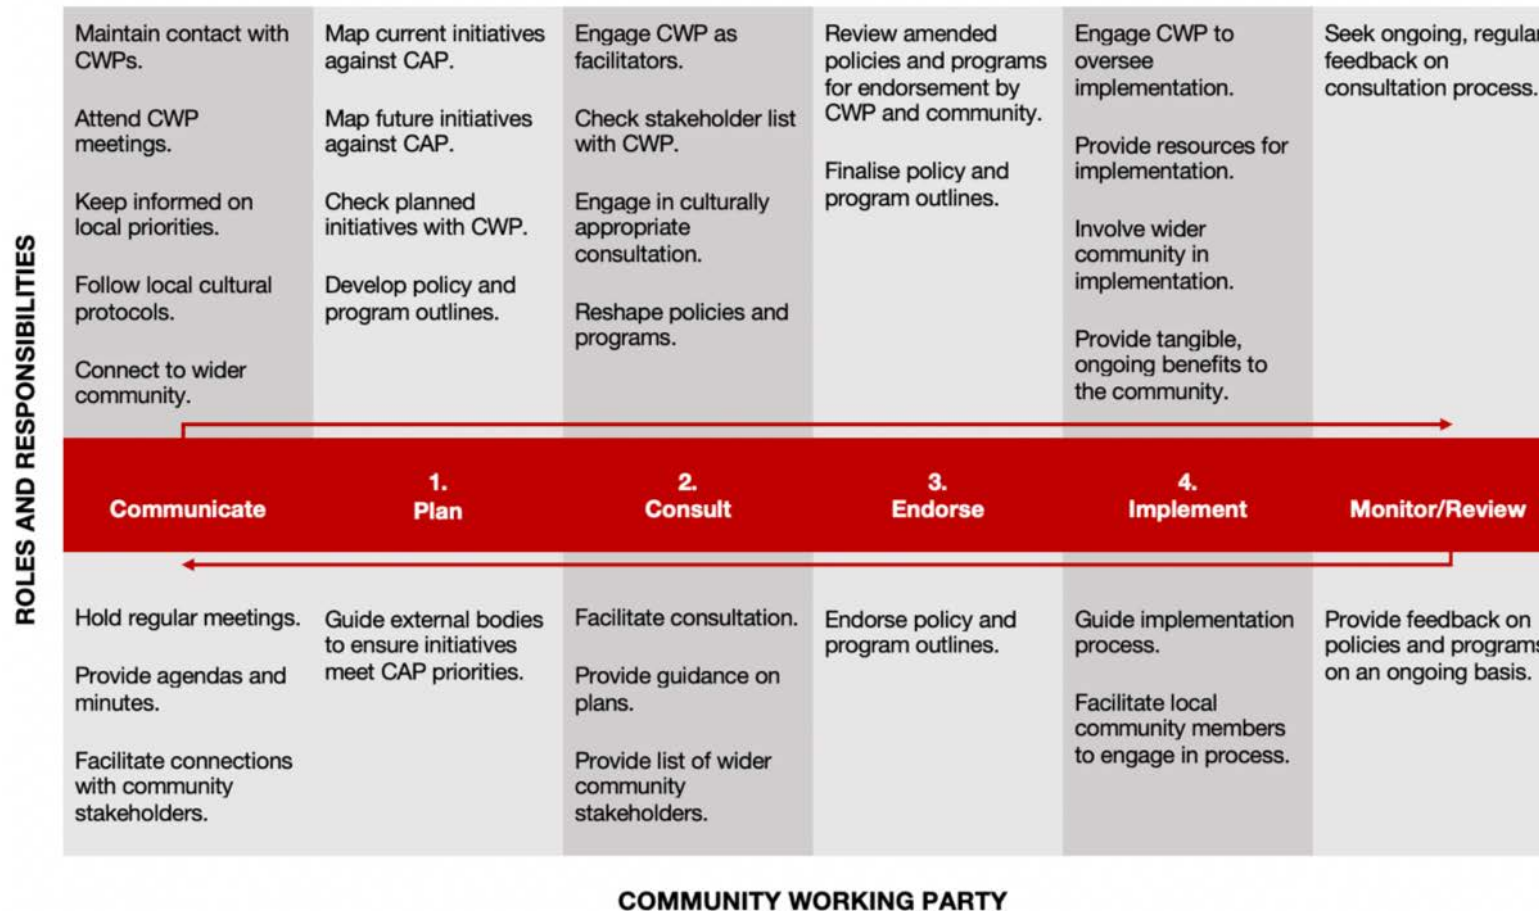 ROLES AND RESPONSIBILITIES
Maintain contact with
CWPs.
Attend CWP
meetings.
Keep informed on
local priorities.
Follow local cultural
protocols.
Connect to wider
community.
Map current initiatives
against CAP.
Map future initiatives
against CAP.
Check planned
initiatives with CWP.
Develop policy and
program outlines.
Engage CWP as
facilitators.
Check stakeholder list
with CWP.
Engage in culturally
appropriate
consultation.
Reshape policies and
programs.
Review amended
policies and programs
for endorsement by
CWP and community.
Finalise policy and
program outlines.
Engage CWP to
oversee
implementation.
Provide resources for
implementation.
Involve wider
community in
implementation.
Provide tangible,
ongoing benefits to
the community.
Seek ongoing, regular
feedback on
consultation process.
Communicate
1.
Plan
2.
Consult
3.
Endorse
4.
Implement
Monitor/Review
Hold regular meetings.
Provide agendas and
minutes.
Facilitate connections
with community
stakeholders.
Guide external bodies
to ensure initiatives
meet CAP priorities.
Facilitate consultation.
Provide guidance on
plans.
Provide list of wider
community
stakeholders.
Endorse policy and
program outlines.
Guide implementation
process.
Facilitate local
community members
to engage in process.
Provide feedback on
policies and programs
on an ongoing basis.
COMMUNITY WORKING PARTY